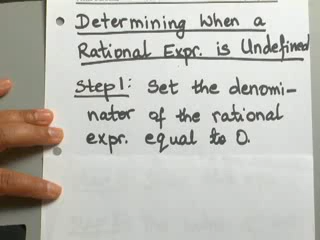 Determining When a
Rational Expr. is Undefined
Step 1: Set the denomi-
nator of the rational
expr. equal to 0.